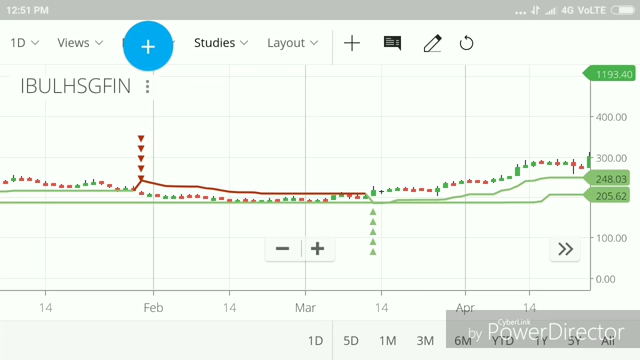 12:51 PM
... 4G VoLTE
1D Views Studies Layout
+
IBULHSGFIN
1193.40
400.00
300.00
248.03
205.62
100.00
0.00
14 Feb 14 Mar 14 Apr 14
1D 5D 1M 3M 6M YTD 1Y 5Y All
CyberLink
by PowerDirector